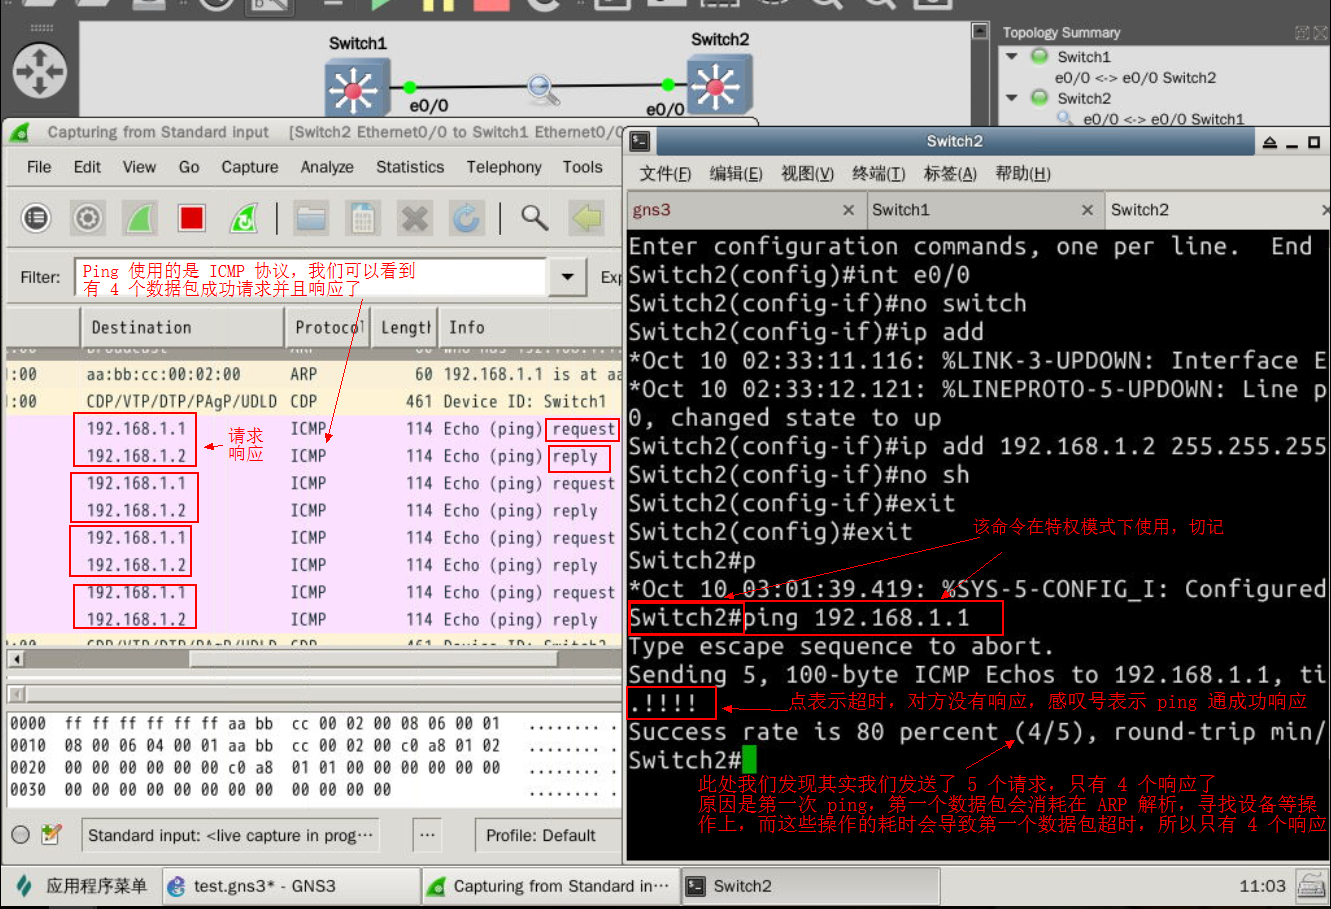 Switch1
Switch2
e0/0
e0/0
Topology Summary
Switch1
e0/0 <-> e0/0 Switch2
Switch2
e0/0 <-> e0/0 Switch1
Capturing from Standard input [Switch2 Ethernet0/0 to Switch1 Ethernet0/0
File Edit View Go Capture Analyze Statistics Telephony Tools
Filter:
Ping 使用的是 ICMP 协议，我们可以看到
有 4 个数据包成功请求并且响应了
Destination Protocol Length Info
:00 aa:bb:cc:00:02:00 ARP 60 192.168.1.1 is at aa
:00 CDP/VTP/DTP/PAgP/UDLD CDP 461 Device ID: Switch1
192.168.1.1 ICMP 114 Echo (ping) request
192.168.1.2 ICMP 114 Echo (ping) reply
192.168.1.1 ICMP 114 Echo (ping) request
192.168.1.2 ICMP 114 Echo (ping) reply
192.168.1.1 ICMP 114 Echo (ping) request
192.168.1.2 ICMP 114 Echo (ping) reply
192.168.1.1 ICMP 114 Echo (ping) request
192.168.1.2 ICMP 114 Echo (ping) reply
请求
响应
0000 ff ff ff ff ff ff aa bb cc 00 02 00 08 06 00 01 ........ .
0010 08 00 06 04 00 01 aa bb cc 00 02 00 c0 a8 01 02 ........ .
0020 00 00 00 00 00 00 c0 a8 01 01 00 00 00 00 00 00 ........ .
0030 00 00 00 00 00 00 00 00 00 00 00 00 ........ .
Standard input: <live capture in prog… … Profile: Default
Switch2
文件(F) 编辑(E) 视图(V) 终端(T) 标签(A) 帮助(H)
gns3 Switch1 Switch2
Enter configuration commands, one per line. End
Switch2(config)#int e0/0
Switch2(config-if)#no switch
Switch2(config-if)#ip add
*Oct 10 02:33:11.116: %LINK-3-UPDOWN: Interface E
*Oct 10 02:33:12.121: %LINEPROTO-5-UPDOWN: Line p
0, changed state to up
Switch2(config-if)#ip add 192.168.1.2 255.255.255
Switch2(config-if)#no sh
Switch2(config-if)#exit
Switch2(config)#exit
该命令在特权模式下使用，切记
Switch2#p
*Oct 10 03:01:39.419: %SYS-5-CONFIG_I: Configured
Switch2#ping 192.168.1.1
Type escape sequence to abort.
Sending 5, 100-byte ICMP Echos to 192.168.1.1, ti
.!!!!
点表示超时，对方没有响应，感叹号表示 ping 通成功响应
Success rate is 80 percent (4/5), round-trip min/
Switch2#
此处我们发现其实我们发送了 5 个请求，只有 4 个响应了
原因是第一次 ping，第一个数据包会消耗在 ARP 解析，寻找设备等操
作上，而这些操作的耗时会导致第一个数据包超时，所以只有 4 个响应
应用程序菜单 test.gns3* - GNS3 Capturing from Standard in… Switch2 11:03